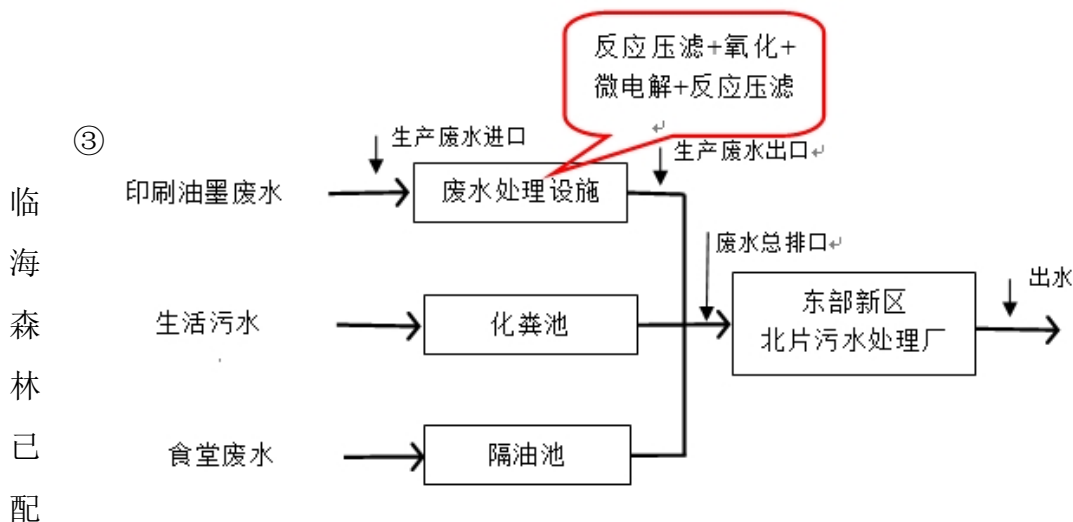 反应压滤+氧化+
微电解+反应压滤
③
生产废水进口
生产废水出口
印刷油墨废水
废水处理设施
废水总排口
出水
生活污水
化粪池
东部新区
北片污水处理厂
食堂废水
隔油池
临
海
森
林
已
配